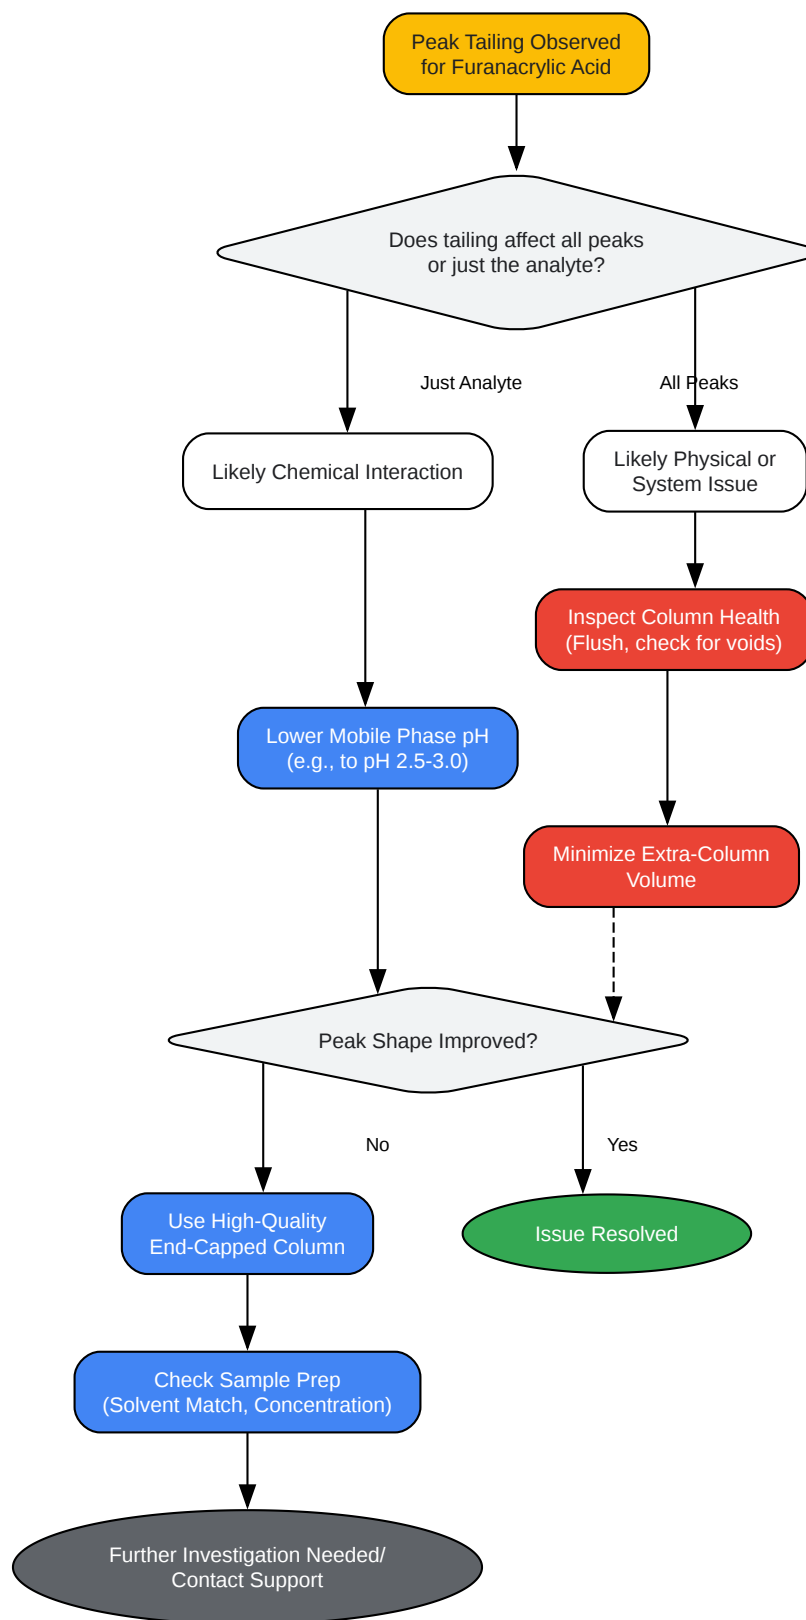 Peak Tailing Observed
for Furanacrylic Acid
Does tailing affect all peaks
or just the analyte?
Just Analyte
All Peaks
Likely Chemical Interaction
Likely Physical or
System Issue
Inspect Column Health
(Flush, check for voids)
Lower Mobile Phase pH
(e.g., to pH 2.5-3.0)
Minimize Extra-Column
Volume
Peak Shape Improved?
No
Yes
Use High-Quality
End-Capped Column
Issue Resolved
Check Sample Prep
(Solvent Match, Concentration)
Further Investigation Needed/
Contact Support